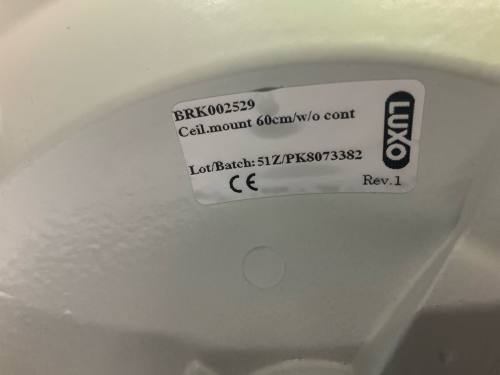 BRK002529
Ceil.mount 60cm/w/o cont
LUXO
Lot/Batch: 51Z/PK8073382
CE
Rev.1